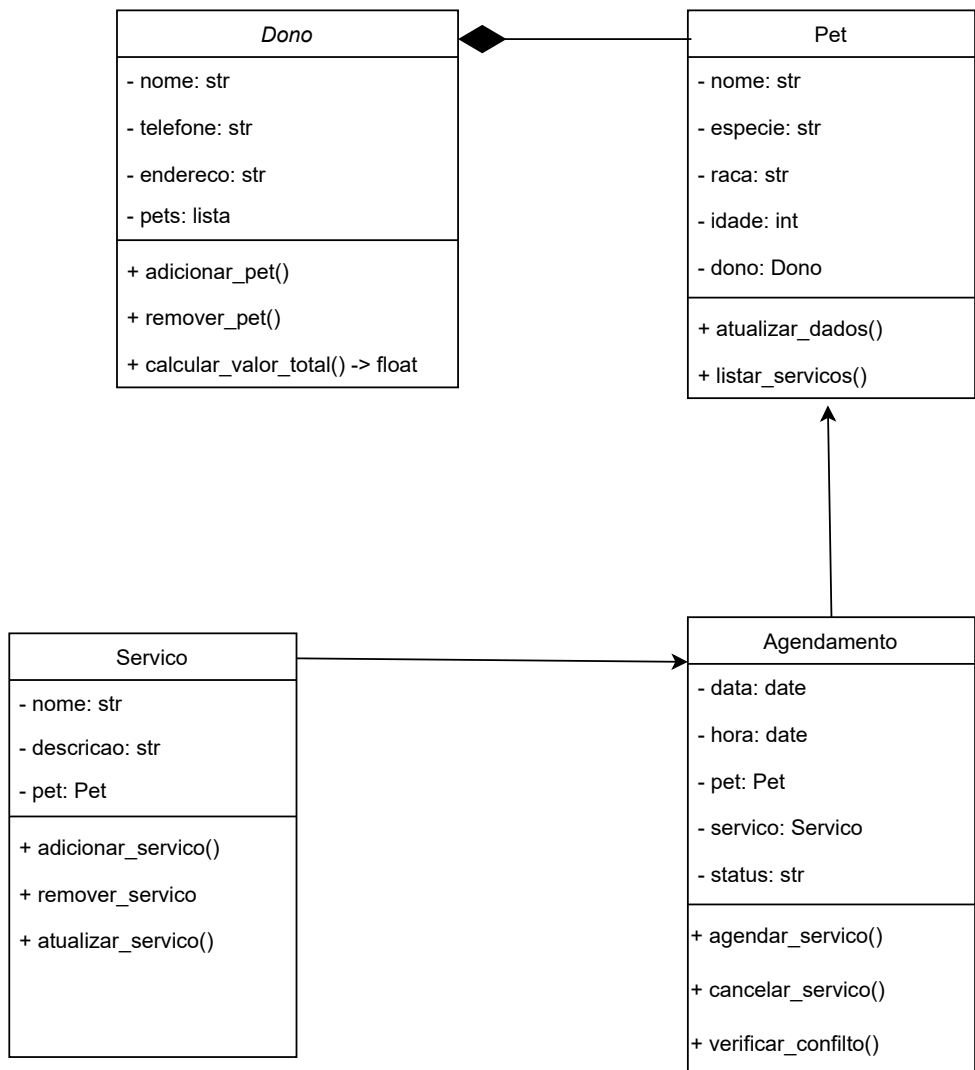 Dono
- nome: str
- telefone: str
- endereco: str
- pets: lista
+ adicionar_pet()
+ remover_pet()
+ calcular_valor_total() -> float
Pet
- nome: str
- especie: str
- raca: str
- idade: int
- dono: Dono
+ atualizar_dados()
+ listar_servicos()
Servico
- nome: str
- descricao: str
- pet: Pet
+ adicionar_servico()
+ remover_servico
+ atualizar_servico()
Agendamento
- data: date
- hora: date
- pet: Pet
- servico: Servico
- status: str
+ agendar_servico()
+ cancelar_servico()
+ verificar_confilto()